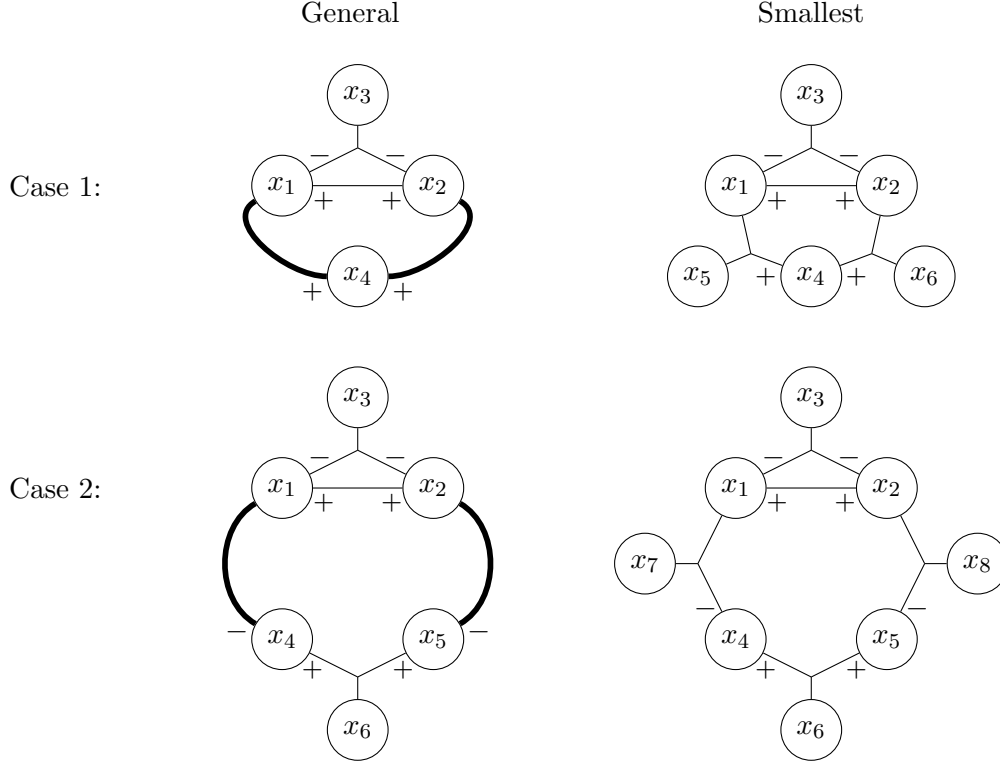 General Smallest
x₃ x₃
Case 1:
− − − −
x₁ x₂ x₁ x₂
+ + + +
x₄ x₅ x₄ x₆
+ + + +
x₃ x₃
Case 2:
− − − −
x₁ x₂ x₁ x₂
+ + + +
x₇ x₈
− − − −
x₄ x₅ x₄ x₅
+ + + +
x₆ x₆